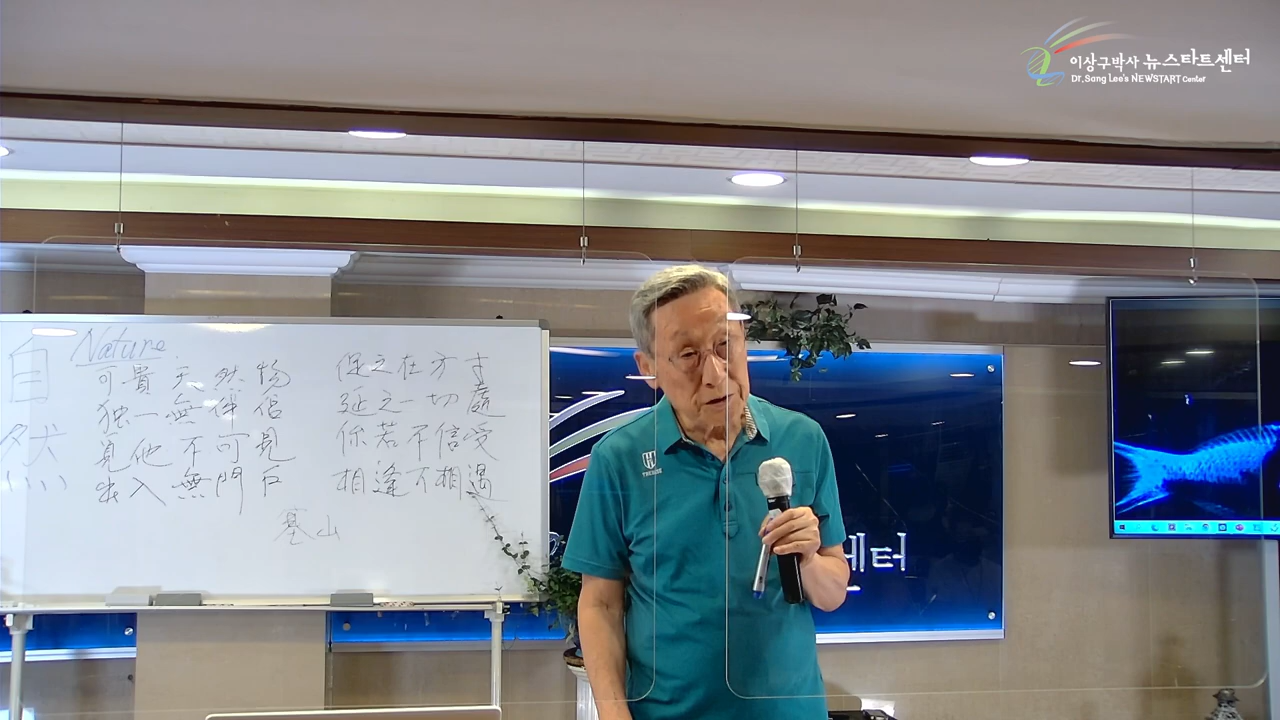 이상구박사 뉴스타트센터
Dr. Sang Lee's NEWSTART Center
自
然
Nature
可貴天然物
独一無伴侶
覓他不可見
出入無門戶
促之在方寸
延之一切處
你若不信受
相逢不相遇
山
센터